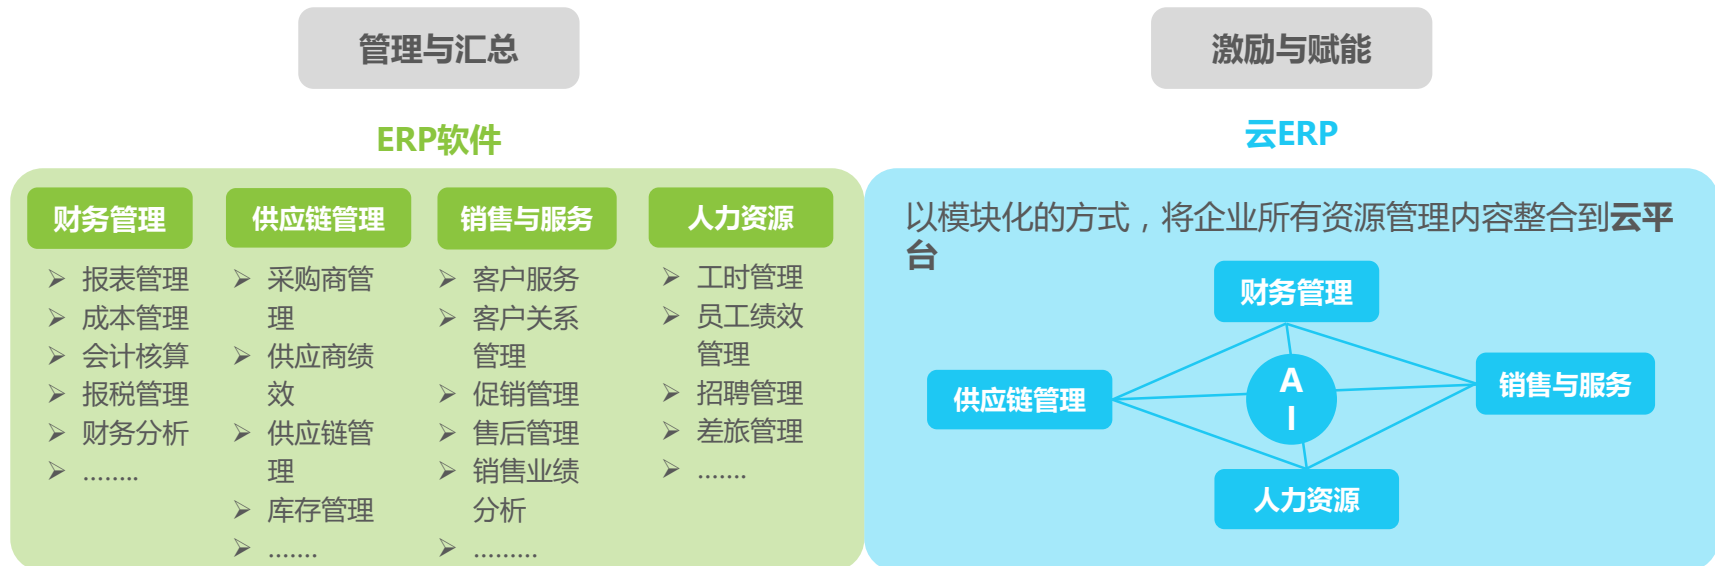 管理与汇总
激励与赋能
ERP软件
云ERP
财务管理
报表管理
成本管理
会计核算
报税管理
财务分析
........
供应链管理
采购商管
理
供应商绩
效
供应链管
理
库存管理
.......
销售与服务
客户服务
客户关系
管理
促销管理
售后管理
销售业绩
分析
.........
人力资源
工时管理
员工绩效
管理
招聘管理
差旅管理
.......
以模块化的方式，将企业所有资源管理内容整合到云平
台
财务管理
供应链管理
A
I
销售与服务
人力资源